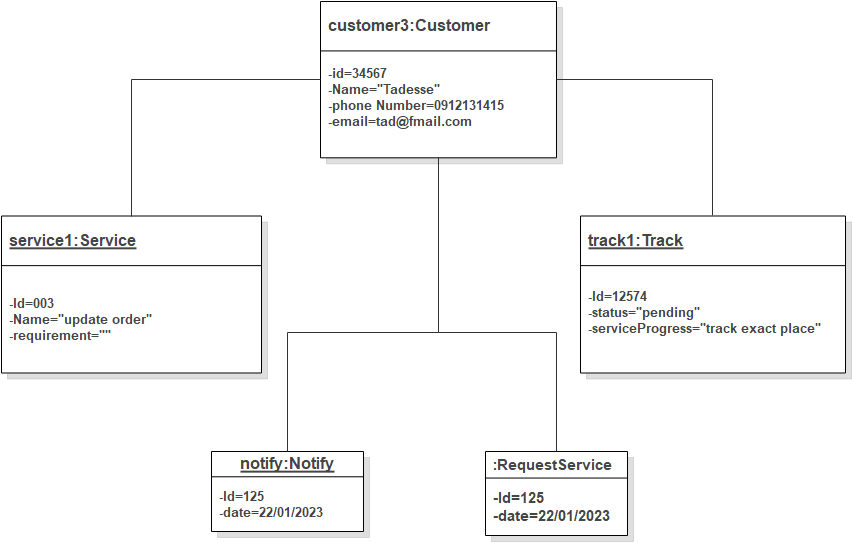 customer3:Customer
-id=34567
-Name="Tadesse"
-phone Number=0912131415
-email=tad@fmail.com
service1:Service
-Id=003
-Name="update order"
-requirement=""
track1:Track
-Id=12574
-status="pending"
-serviceProgress="track exact place"
notify:Notify
-Id=125
-date=22/01/2023
:RequestService
-Id=125
-date=22/01/2023